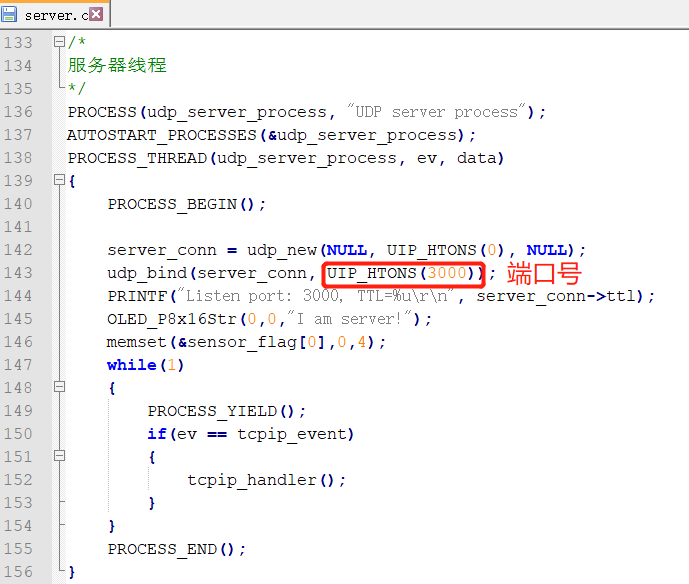 server.c
133 /*
134 服务器线程
135 */
136 PROCESS(udp_server_process, "UDP server process");
137 AUTOSTART_PROCESSES(&udp_server_process);
138 PROCESS_THREAD(udp_server_process, ev, data)
139 {
140 PROCESS_BEGIN();
141
142 server_conn = udp_new(NULL, UIP_HTONS(0), NULL);
143 udp_bind(server_conn, UIP_HTONS(3000)); 端口号
144 PRINTF("Listen port: 3000, TTL=%u\r\n", server_conn->ttl);
145 OLED_P8x16Str(0,0,"I am server!");
146 memset(&sensor_flag[0],0,4);
147 while(1)
148 {
149 PROCESS_YIELD();
150 if(ev == tcpip_event)
151 {
152 tcpip_handler();
153 }
154 }
155 PROCESS_END();
156 }